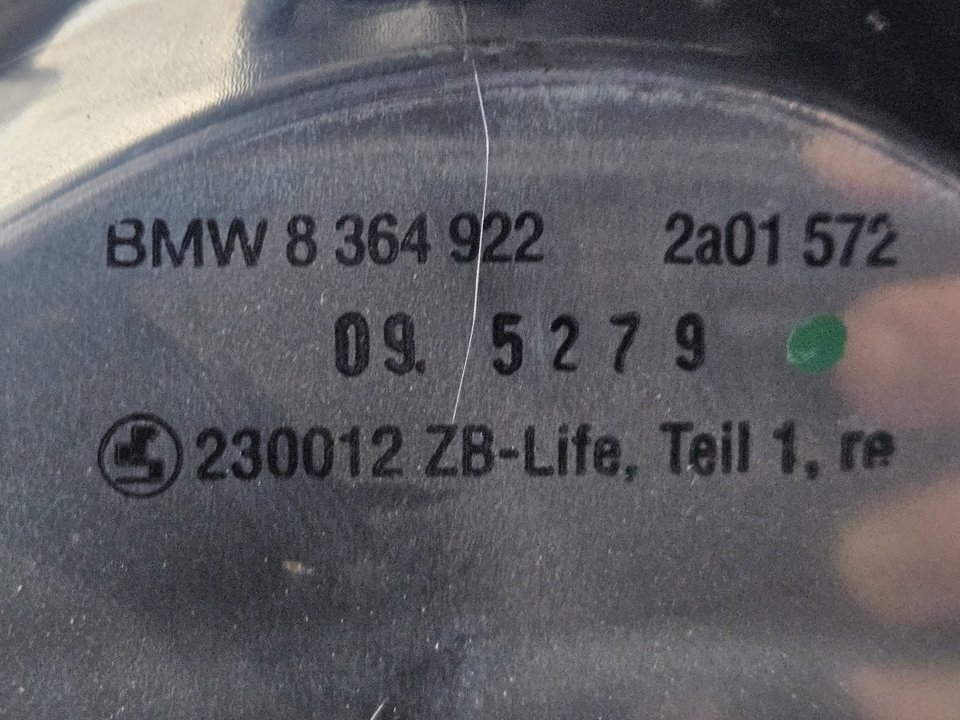 BMW 8 364 922 2a01 572
09. 5279
230012 ZB-Life, Teil 1, re